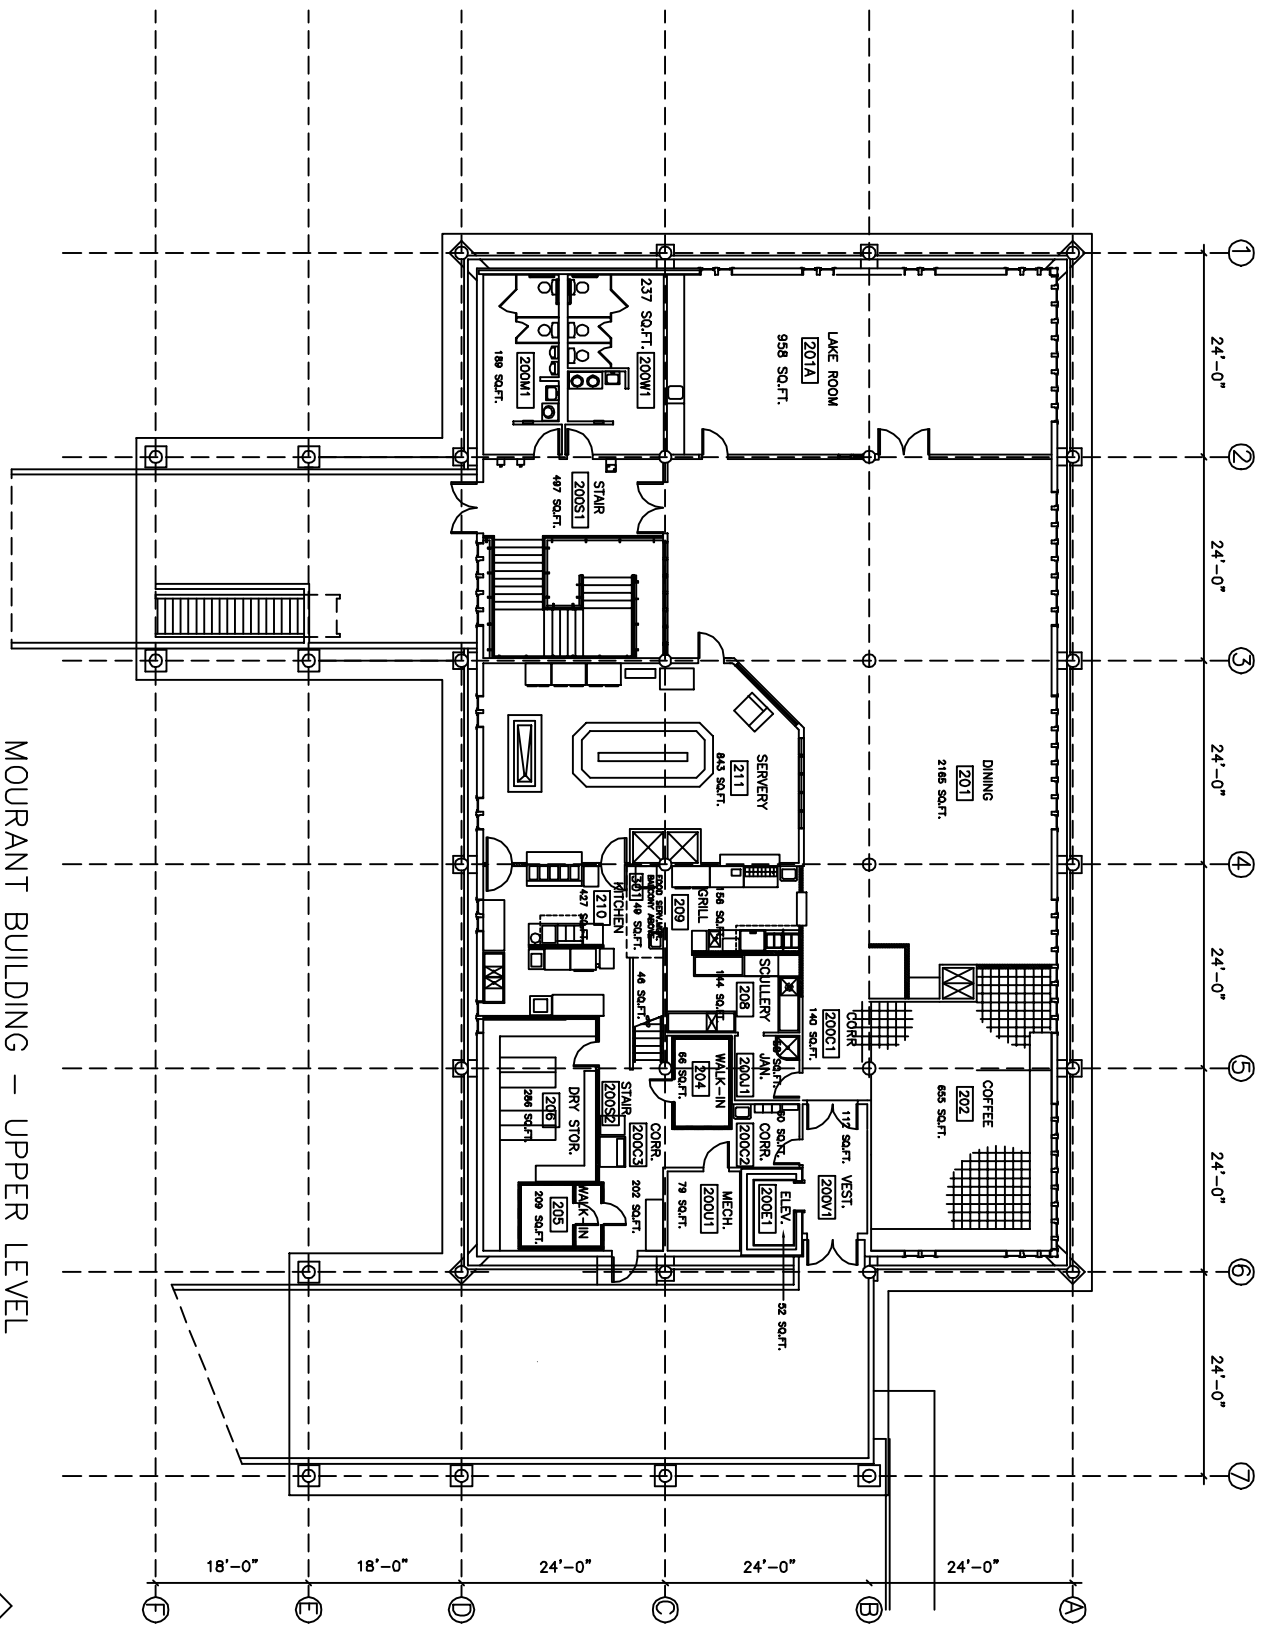 1
2
3
4
5
6
7
24'-0"
24'-0"
24'-0"
24'-0"
24'-0"
24'-0"
A
B
C
D
E
F
24'-0"
24'-0"
24'-0"
18'-0"
18'-0"
LAKE ROOM
201A
958 SQ.FT.
237 SQ.FT.
200W1
200M1
189 SQ.FT.
STAIR
200S1
497 SQ.FT.
DINING
201
2165 SQ.FT.
SERVERY
211
843 SQ.FT.
KITCHEN
210
427 SQ.FT.
301
49 SQ.FT.
GRILL
209
SCULLERY
208
144 SQ.FT.
46 SQ.FT.
CORR
200C1
140 SQ.FT.
COFFEE
202
655 SQ.FT.
JAN.
200J1
WALK-IN
204
66 SQ.FT.
STAIR
200S2
DRY STOR.
206
286 SQ.FT.
CORR.
200C3
202 SQ.FT.
CORR.
200C2
112 SQ.FT.
VEST.
200V1
ELEV.
200E1
52 SQ.FT.
MECH.
200U1
79 SQ.FT.
WALK-IN
205
209 SQ.FT.
MOURANT BUILDING - UPPER LEVEL